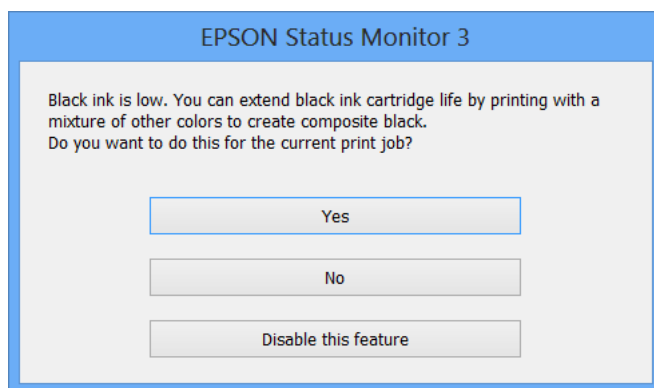 EPSON Status Monitor 3
Black ink is low. You can extend black ink cartridge life by printing with a
mixture of other colors to create composite black.
Do you want to do this for the current print job?
Yes
No
Disable this feature